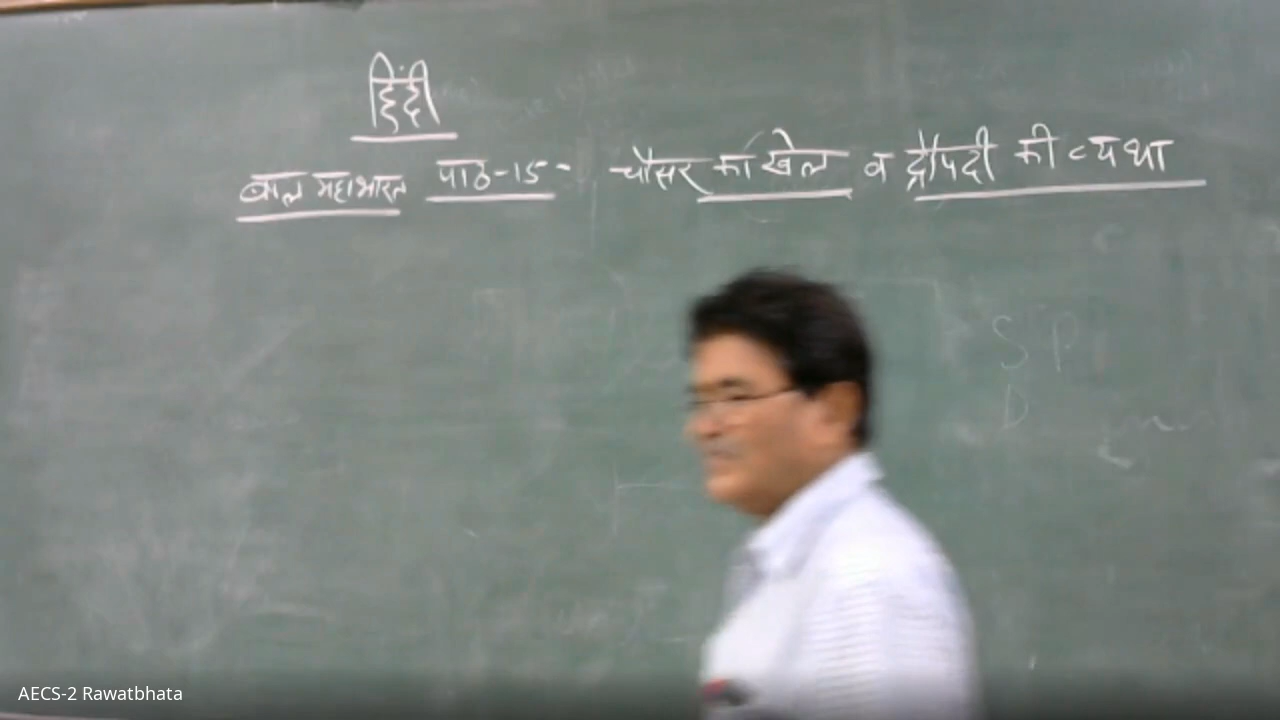 हिंदी
बाल महाभारत पाठ-15- चौसर का खेल व द्रौपदी की व्यथा
S P
D
AECS-2 Rawatbhata